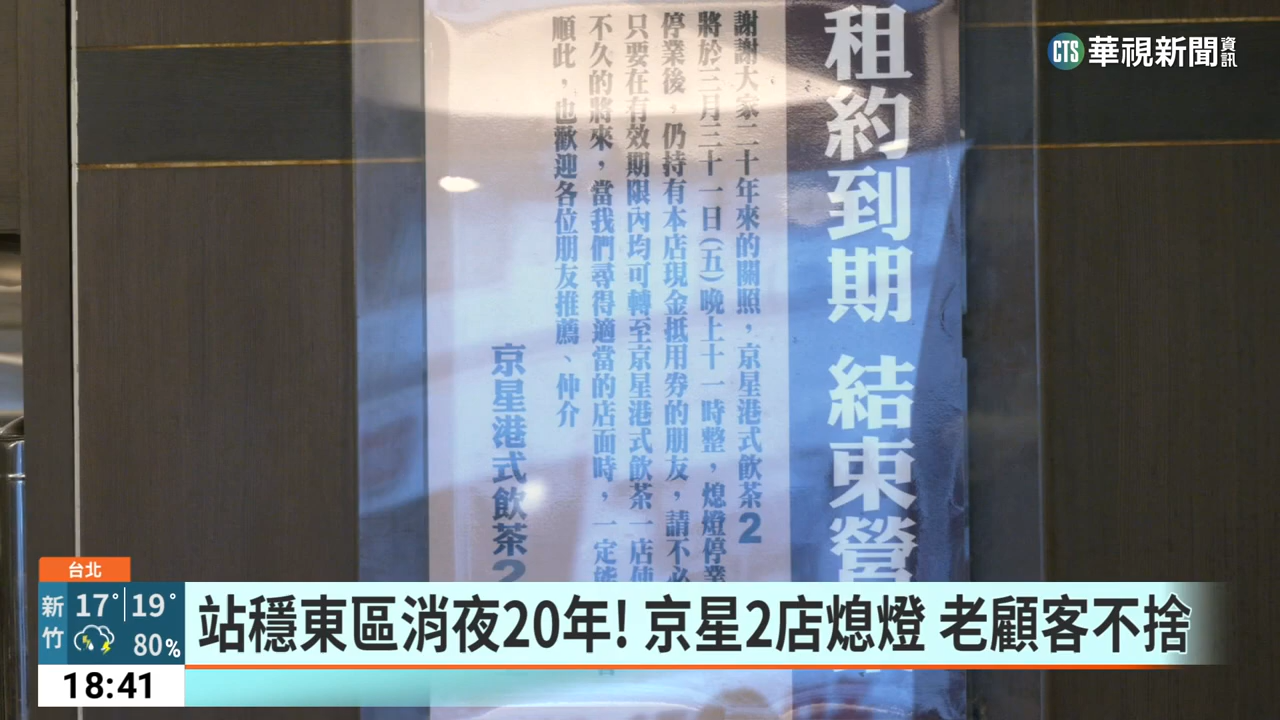 租約到期 結束營
謝謝大家二十年來的關照，京星港式飲茶2
將於三月三十一日(五)晚上十一時整，熄燈停業
停業後，仍持有本店現金抵用券的朋友，請不必
只要在有效期限內均可轉至京星港式飲茶一店使
不久的將來，當我們尋得適當的店面時，一定能
順此，也歡迎各位朋友推薦、仲介
京星港式飲茶2
CTS 華視新聞 資訊
台北
新竹 17° 19°
80%
站穩東區消夜20年! 京星2店熄燈 老顧客不捨
18:41